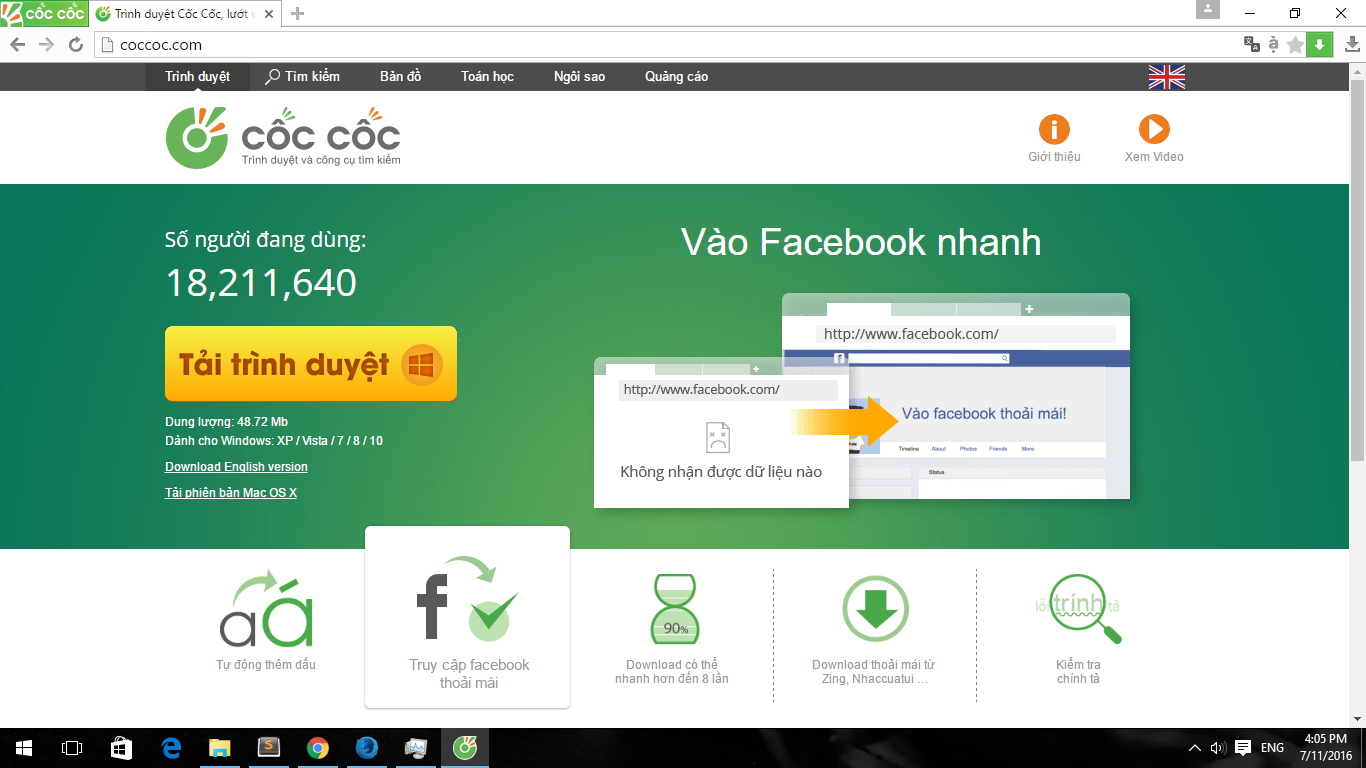 cốc cốc
Trình duyệt Cốc Cốc, lướt
coccoc.com
Trình duyệt
Tìm kiếm
Bản đồ
Toán học
Ngôi sao
Quảng cáo
cốc cốc
Trình duyệt và công cụ tìm kiếm
Giới thiệu
Xem Video
Số người đang dùng:
18,211,640
Tải trình duyệt
Dung lượng: 48.72 Mb
Dành cho Windows: XP / Vista / 7 / 8 / 10
Download English version
Tải phiên bản Mac OS X
Vào Facebook nhanh
http://www.facebook.com/
Không nhận được dữ liệu nào
http://www.facebook.com/
Vào facebook thoải mái!
Timeline
About
Photos
Friends
More
Status
a á
Tự động thêm dấu
f
Truy cập facebook
thoải mái
90%
Download có thể
nhanh hơn đến 8 lần
Download thoải mái từ
Zing, Nhaccuatui ...
lỗi trính tả
Kiểm tra
chính tả
ENG
4:05 PM
7/11/2016